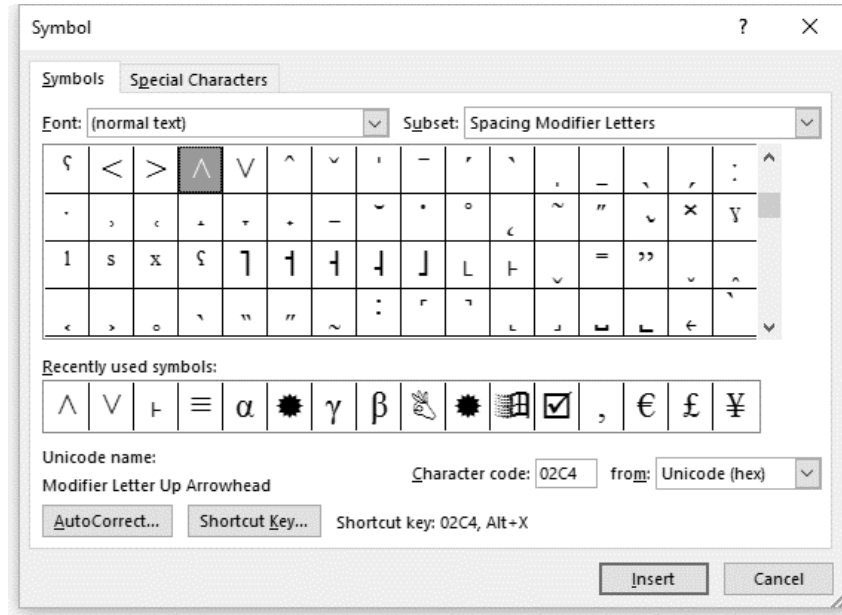 Symbol ?
Symbols Special Characters
Font: (normal text) Subset: Spacing Modifier Letters
ˁ ˂ ˃ ˄ ˅ ˆ ˇ ˈ ˉ ˊ ˋ ˌ ˍ ˎ ˏ ː
ˑ ˒ ˓ ˔ ˕ ˖ ˗ ˘ ˙ ˚ ˛ ˜ ˝ ˞ ˟ ˠ
ˡ ˢ ˣ ˤ ˥ ˦ ˧ ˨ ˩ ˪ ˫ ˬ ˭ ˮ ˯ ˰
˱ ˲ ˳ ˴ ˵ ˶ ˷ ˸ ˹ ˺ ˻ ˼ ˽ ˾ ˿ ̀
Recently used symbols:
˄ ˅ ˫ ≡ α γ β ☑ , € £ ¥
Unicode name:
Modifier Letter Up Arrowhead
Character code: 02C4 from: Unicode (hex)
AutoCorrect... Shortcut Key... Shortcut key: 02C4, Alt+X
Insert Cancel